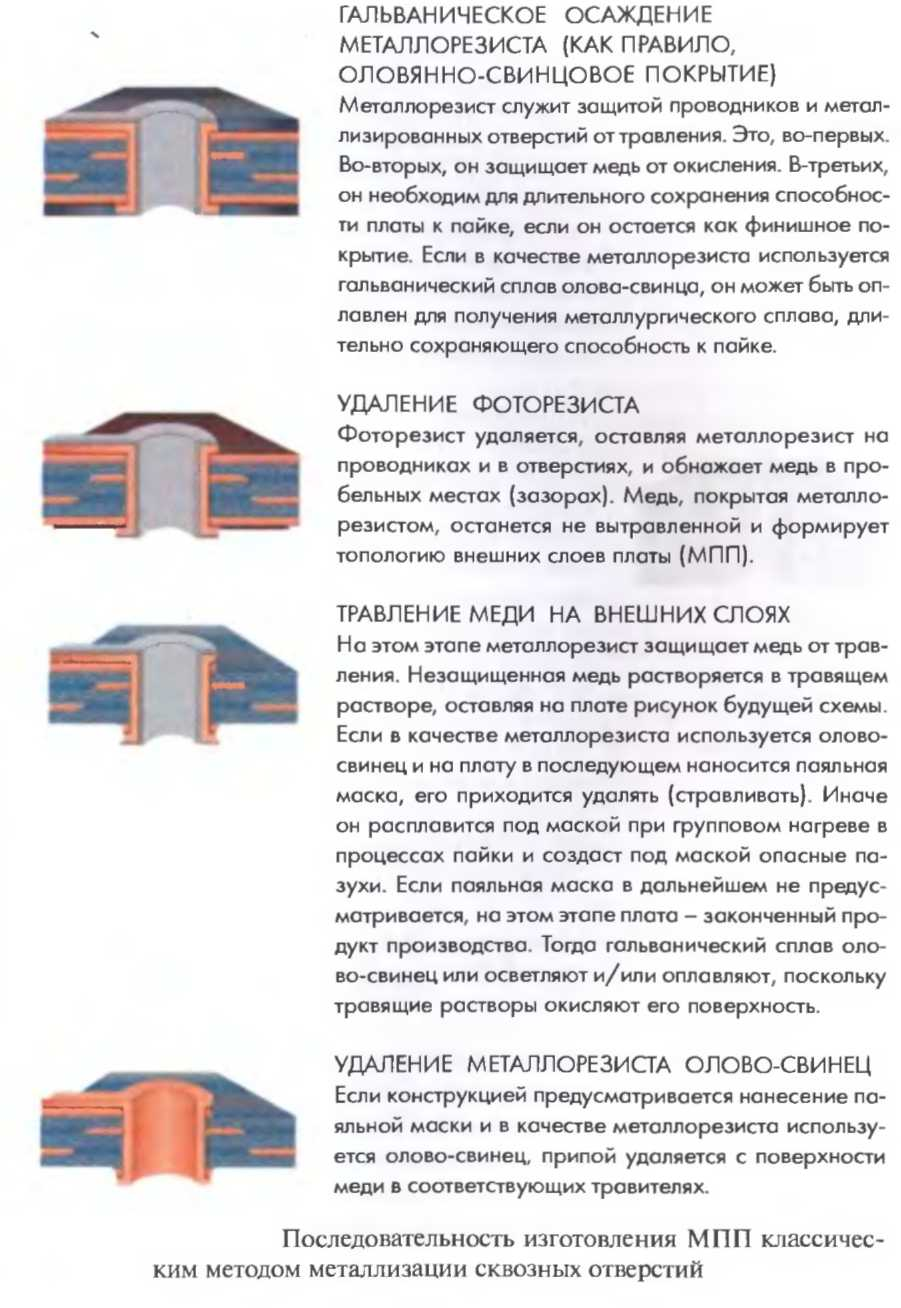 ГАЛЬВАНИЧЕСКОЕ ОСАЖДЕНИЕ
МЕТАЛЛОРЕЗИСТА (КАК ПРАВИЛО,
ОЛОВЯННО-СВИНЦОВОЕ ПОКРЫТИЕ)
Металлорезист служит защитой проводников и метал-
лизированных отверстий от травления. Это, во-первых.
Во-вторых, он защищает медь от окисления. В-третьих,
он необходим для длительного сохранения способнос-
ти платы к пайке, если он остается как финишное по-
крытие. Если в качестве металлорезиста используется
гальванический сплав олова-свинца, он может быть оп-
лавлен для получения металлургического сплава, дли-
тельно сохраняющего способность к пайке.
УДАЛЕНИЕ ФОТОРЕЗИСТА
Фоторезист удаляется, оставляя металлорезист на
проводниках и в отверстиях, и обнажает медь в про-
бельных местах (зазорах). Медь, покрытая металло-
резистом, останется не вытравленной и формирует
топологию внешних слоев платы (МПП).
ТРАВЛЕНИЕ МЕДИ НА ВНЕШНИХ СЛОЯХ
На этом этапе металлорезист защищает медь от трав-
ления. Незащищенная медь растворяется в травящем
растворе, оставляя на плате рисунок будущей схемы.
Если в качестве металлорезиста используется олово-
свинец и на плату в последующем наносится паяльная
маска, его приходится удалять (стравливать). Иначе
он расплавится под маской при групповом нагреве в
процессах пайки и создаст под маской опасные па-
зухи. Если паяльная маска в дальнейшем не предус-
матривается, на этом этапе плата – законченный про-
дукт производства. Тогда гальванический сплав оло-
во-свинец или осветляют и/или оплавляют, поскольку
травящие растворы окисляют его поверхность.
УДАЛЕНИЕ МЕТАЛЛОРЕЗИСТА ОЛОВО-СВИНЕЦ
Если конструкцией предусматривается нанесение па-
яльной маски и в качестве металлорезиста использу-
ется олово-свинец, припой удаляется с поверхности
меди в соответствующих травителях.
Последовательность изготовления МПП классичес-
ким методом металлизации сквозных отверстий